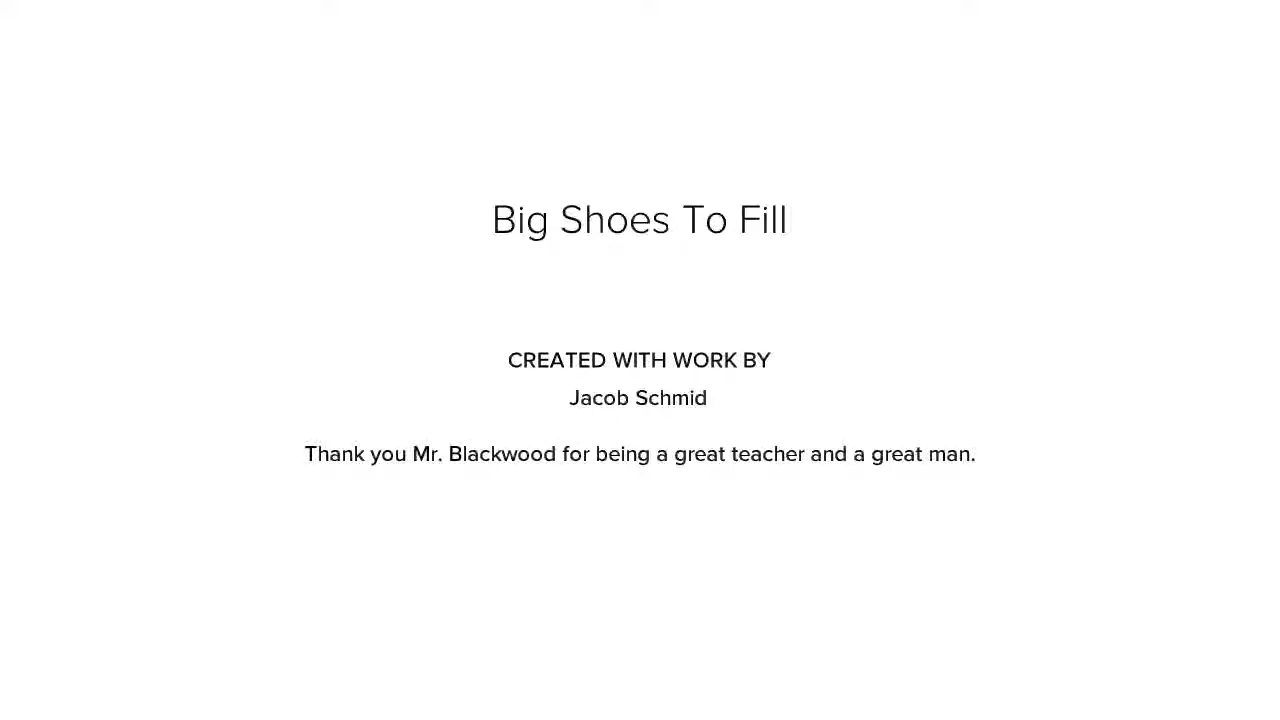 Big Shoes To Fill
CREATED WITH WORK BY
Jacob Schmid
Thank you Mr. Blackwood for being a great teacher and a great man.